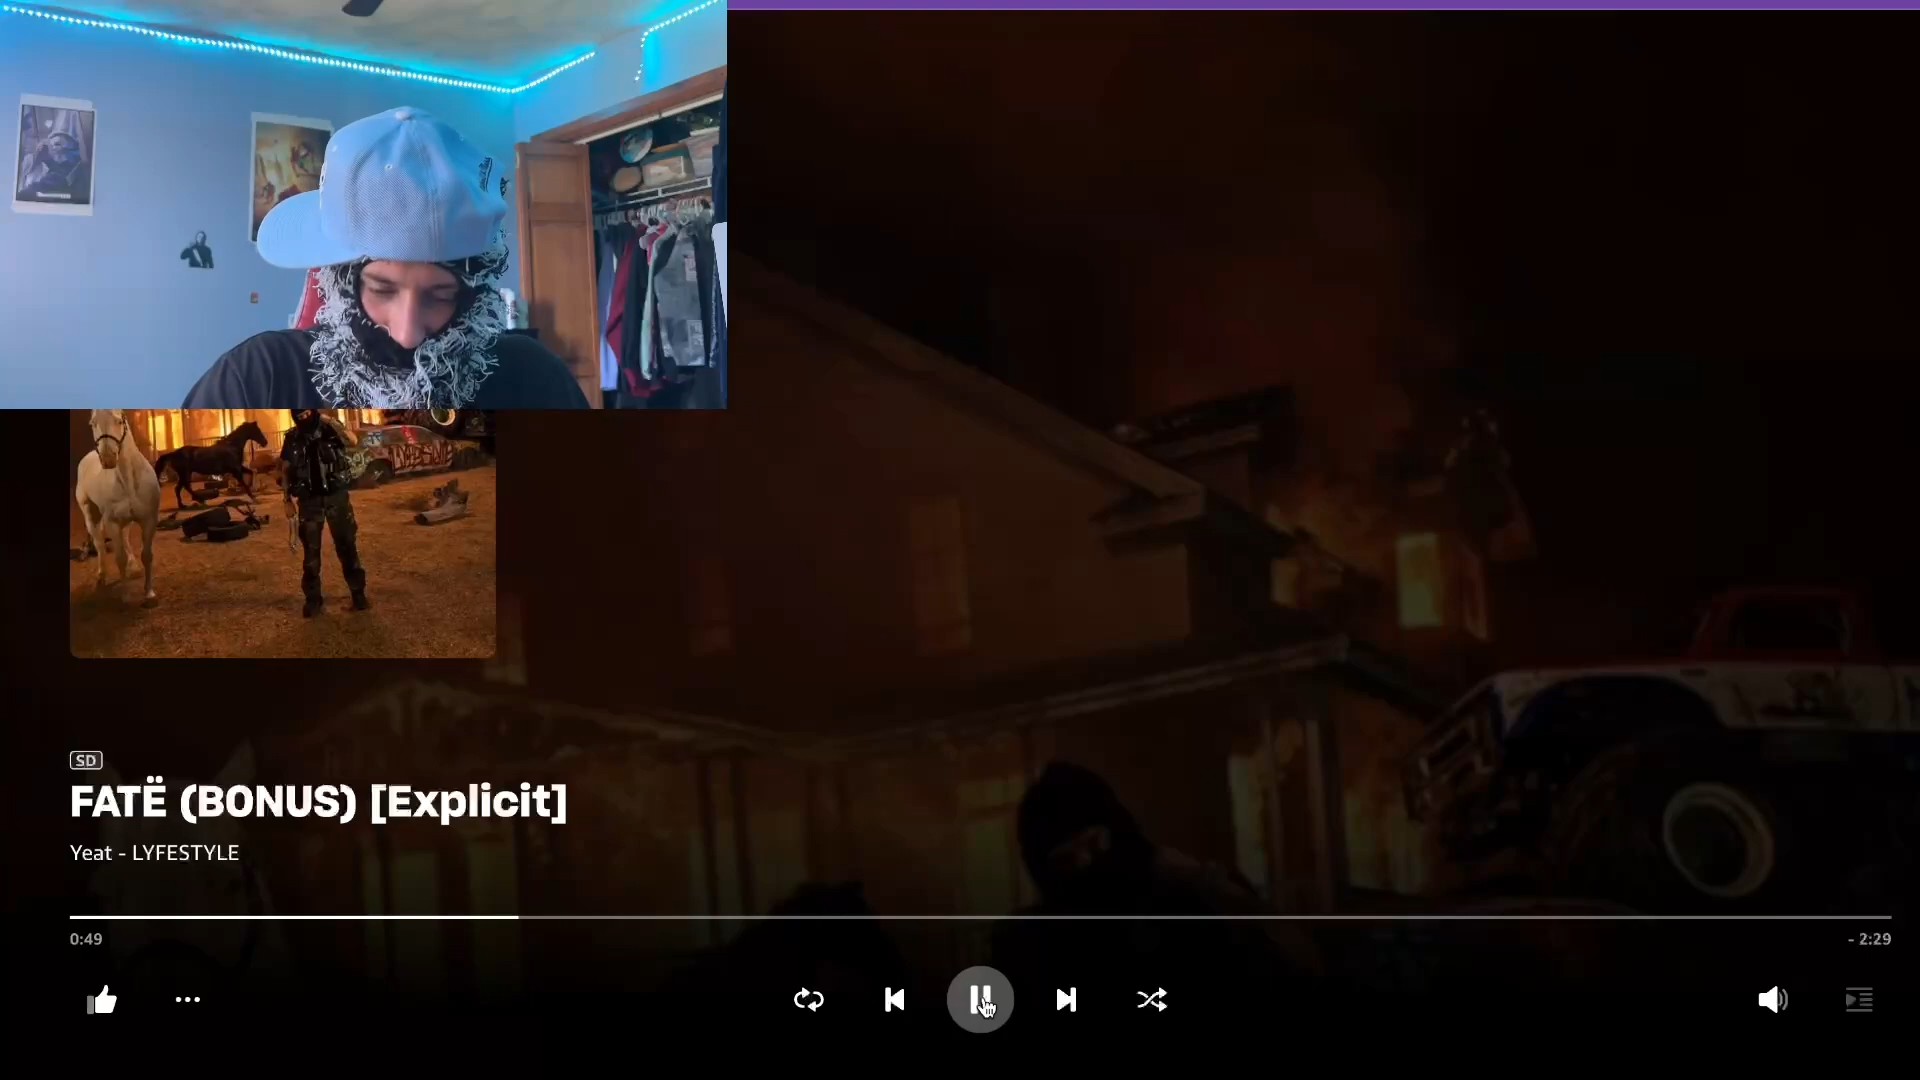 SD
FATË (BONUS) [Explicit]
Yeat - LYFESTYLE
0:49
- 2:29